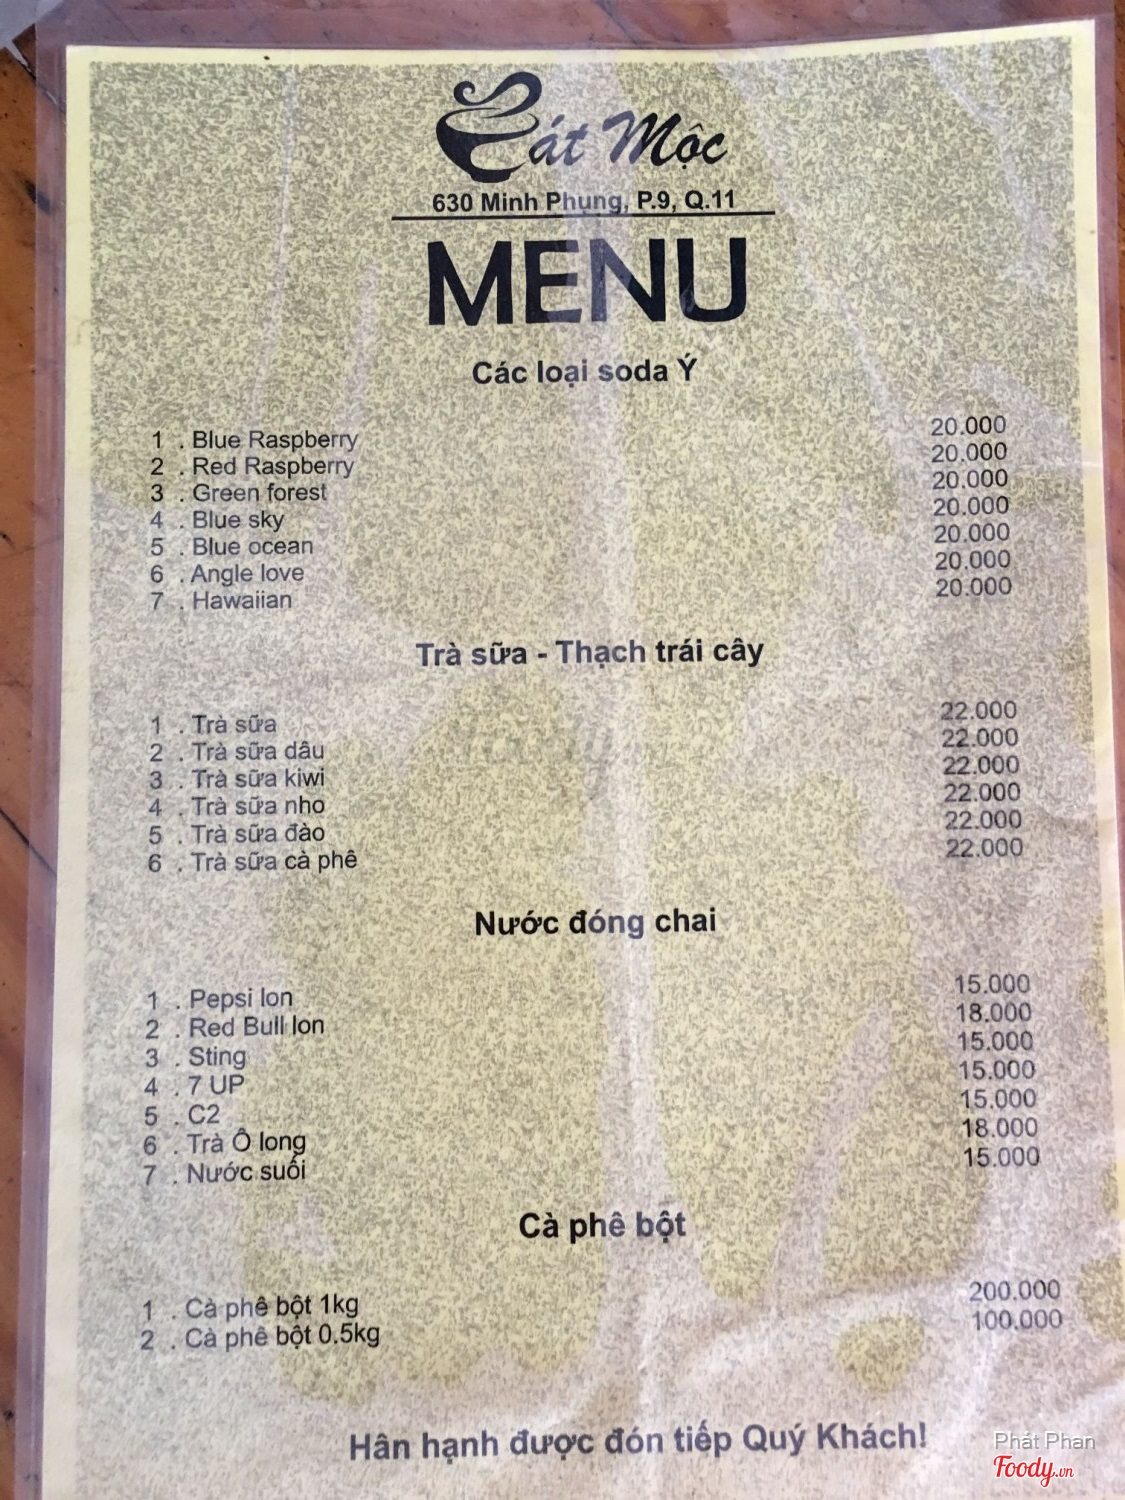 Cát Mộc
630 Minh Phụng, P.9, Q.11
MENU
Các loại soda Ý
1 . Blue Raspberry 20.000
2 . Red Raspberry 20.000
3 . Green forest 20.000
4 . Blue sky 20.000
5 . Blue ocean 20.000
6 . Angle love 20.000
7 . Hawaiian 20.000
Trà sữa - Thạch trái cây
1 . Trà sữa 22.000
2 . Trà sữa dâu 22.000
3 . Trà sữa kiwi 22.000
4 . Trà sữa nho 22.000
5 . Trà sữa đào 22.000
6 . Trà sữa cà phê 22.000
Nước đóng chai
1 . Pepsi lon 15.000
2 . Red Bull lon 18.000
3 . Sting 15.000
4 . 7 UP 15.000
5 . C2 15.000
6 . Trà Ô long 18.000
7 . Nước suối 15.000
Cà phê bột
1 . Cà phê bột 1kg 200.000
2 . Cà phê bột 0.5kg 100.000
Hân hạnh được đón tiếp Quý Khách!
Phát Phan
Foody.vn